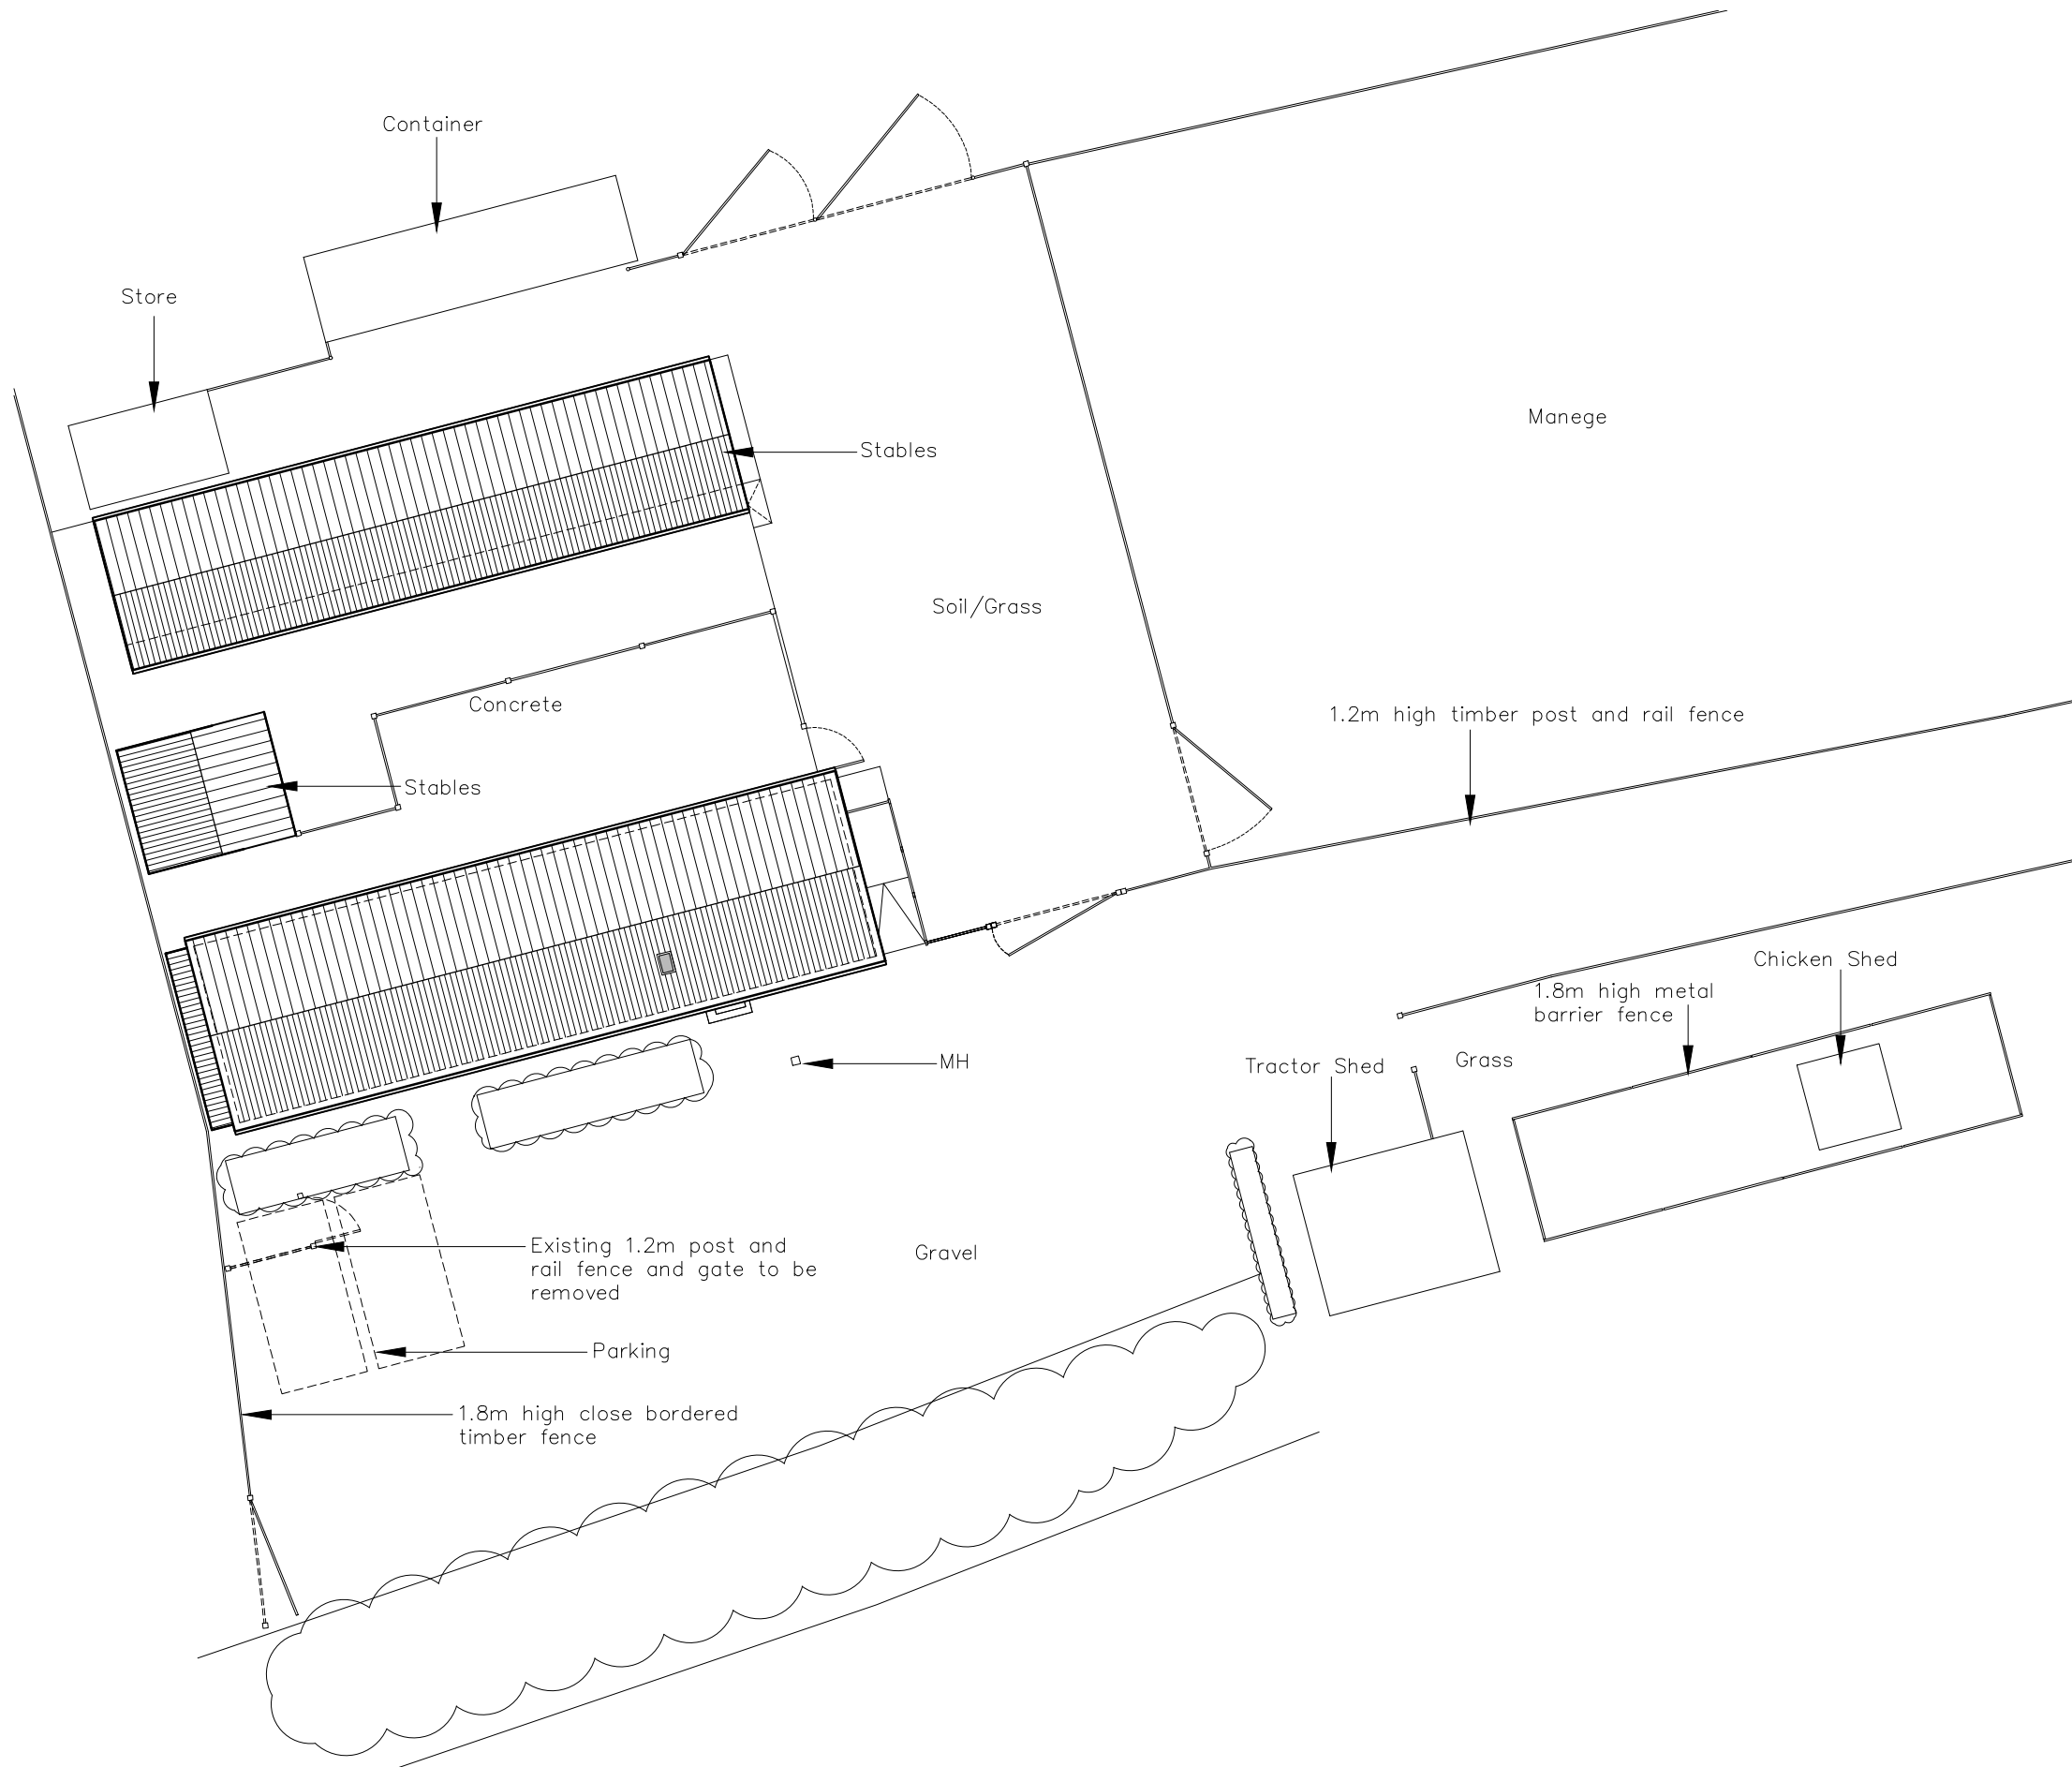 Container
Store
Manege
Stables
Soil/Grass
Concrete
1.2m high timber post and rail fence
Stables
Chicken Shed
1.8m high metal
barrier fence
MH
Tractor Shed
Grass
Existing 1.2m post and
rail fence and gate to be
removed
Gravel
Parking
1.8m high close bordered
timber fence